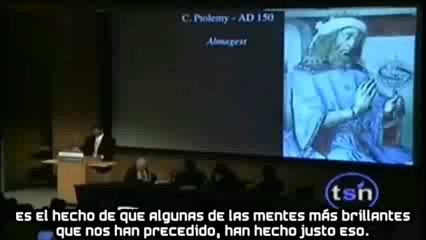 C. Ptolemy - AD 150
Almagest
tsn
es el hecho de que algunas de las mentes más brillantes
que nos han precedido, han hecho justo eso.